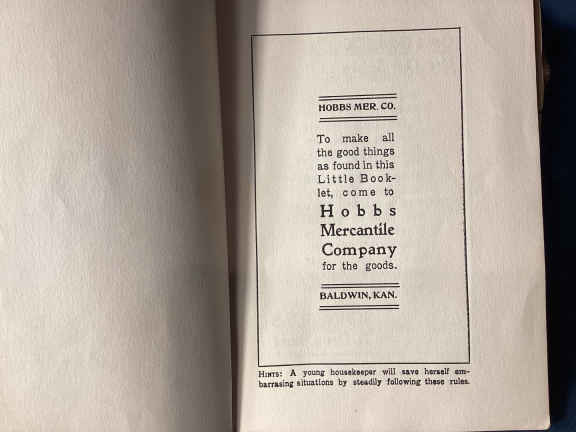 HOBBS MER. CO.
To make all
the good things
as found in this
Little Book-
let, come to
Hobbs
Mercantile
Company
for the goods.
BALDWIN, KAN.
HINTS: A young housekeeper will save herself em-
barrasing situations by steadily following these rules.